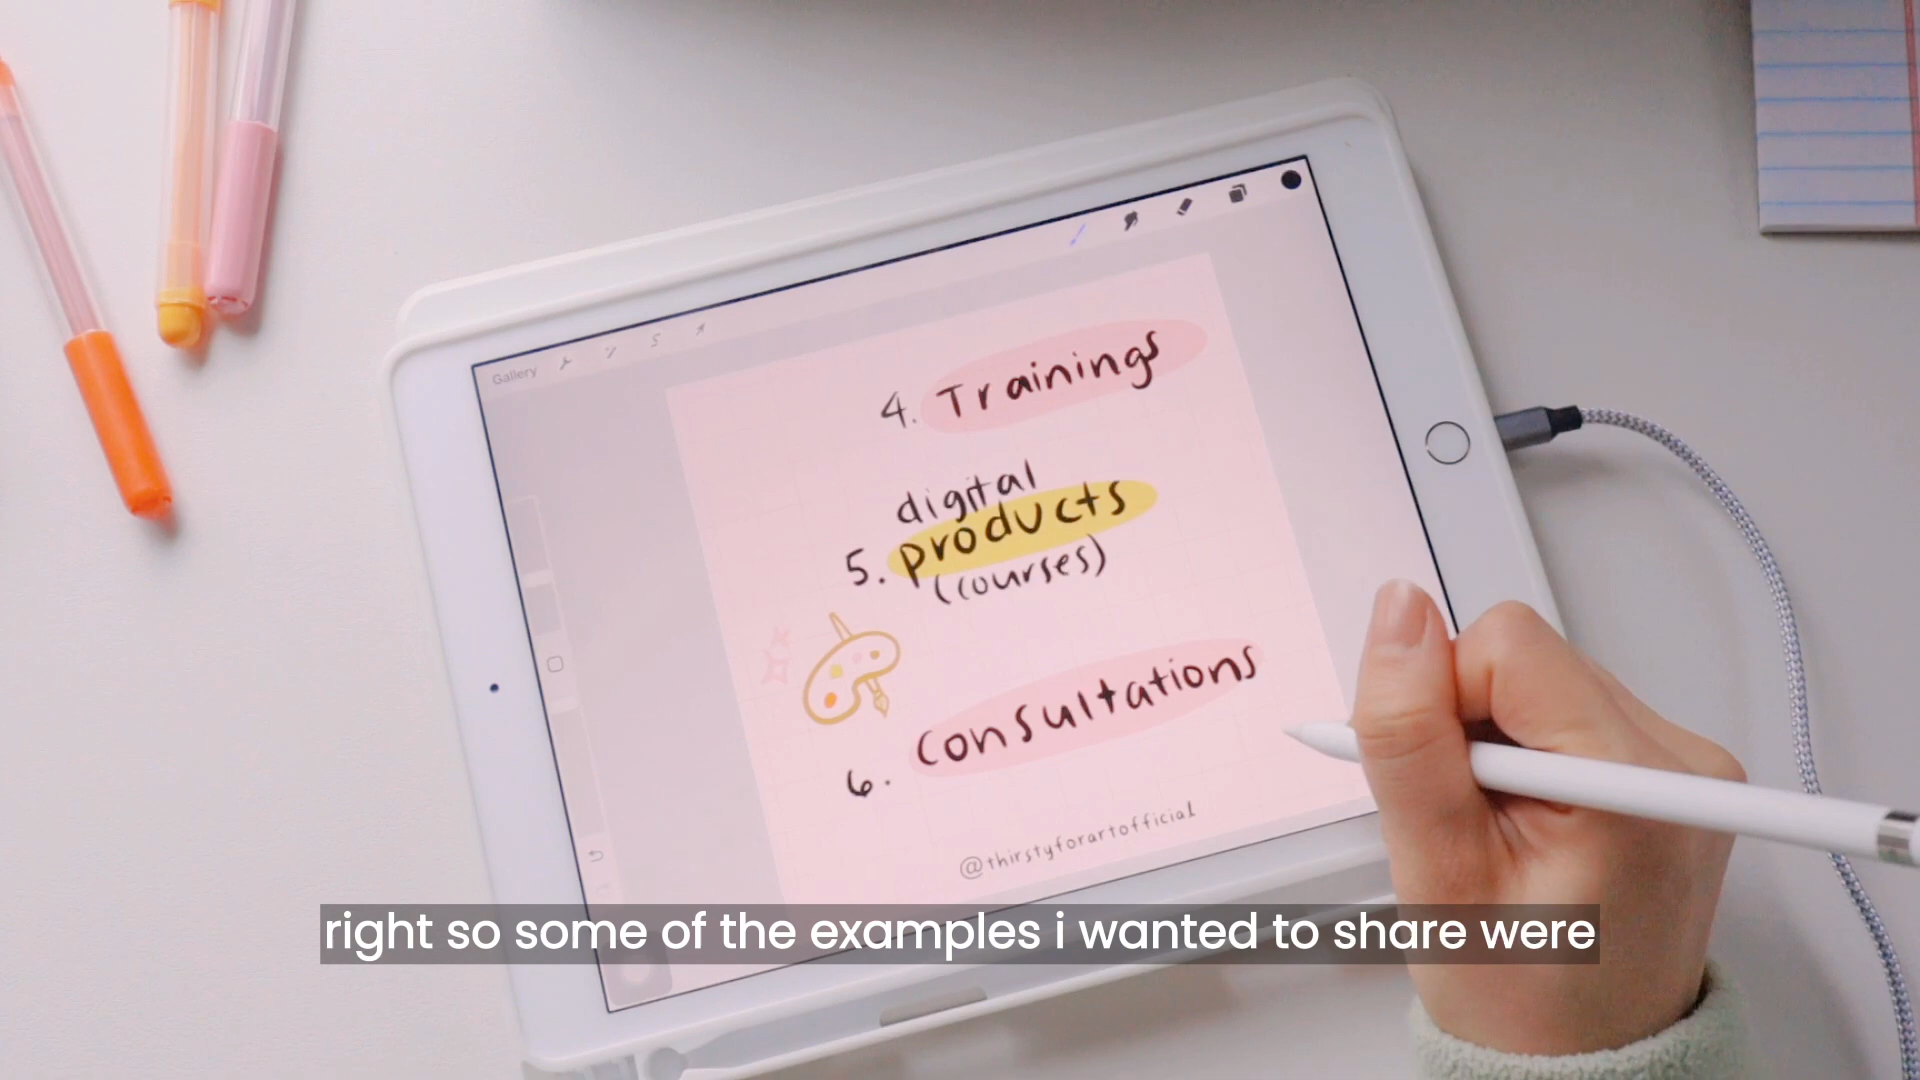 Gallery
4. Trainings
digital
5. products
(courses)
6. Consultations
@thirstyforartofficial
right so some of the examples i wanted to share were